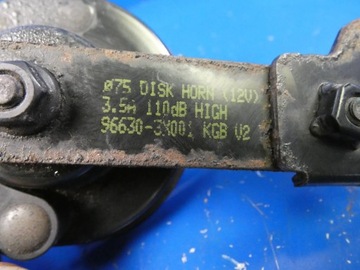 Ø75 DISK HORN (12V)
3.5A 110dB HIGH
96630-3X001 KGB V2